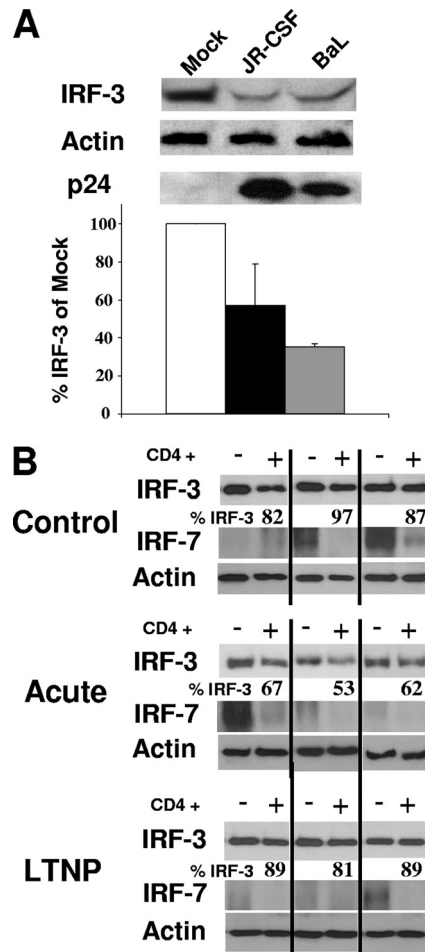 A
Mock JR-CSF BaL
IRF-3
Actin
p24
% IRF-3 of Mock
100
80
60
40
20
0
B
CD4 + - + - + - +
IRF-3
Control
% IRF-3 82 97 87
IRF-7
Actin
CD4 + - + - + - +
IRF-3
Acute
% IRF-3 67 53 62
IRF-7
Actin
CD4 + - + - + - +
IRF-3
LTNP
% IRF-3 89 81 89
IRF-7
Actin